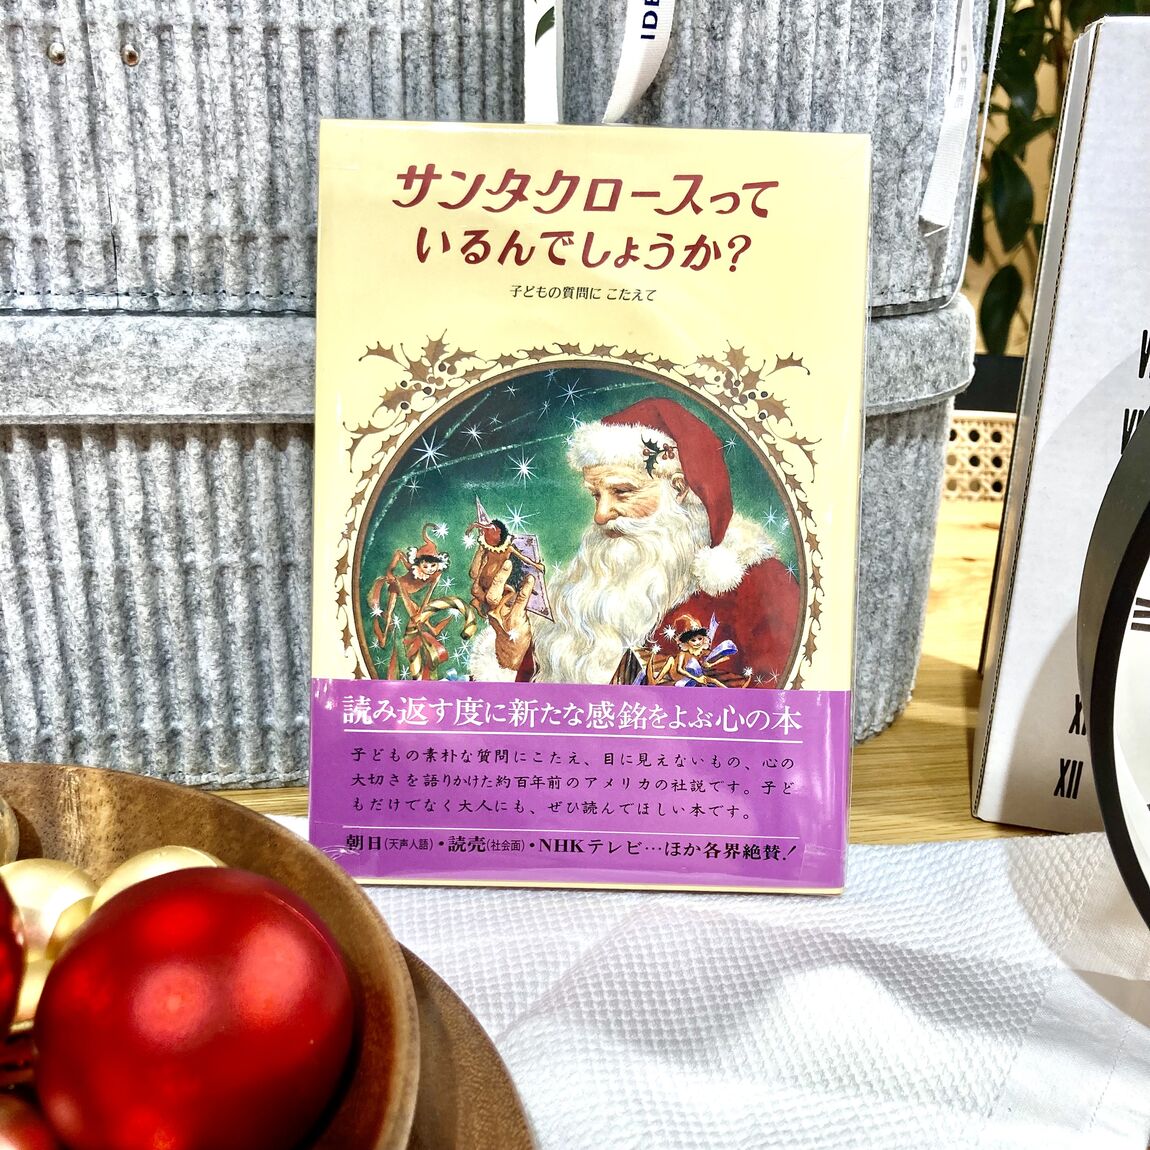 IDE
サンタクロースって
いるんでしょうか?
子どもの質問に こたえて
読み返す度に新たな感銘をよぶ心の本
子どもの素朴な質問にこたえ、目に見えないもの、心の
大切さを語りかけた約百年前のアメリカの社説です。子ど
もだけでなく大人にも、ぜひ読んでほしい本です。
朝日(天声人語)・読売(社会面)・NHKテレビ…ほか各界絶賛!
XII